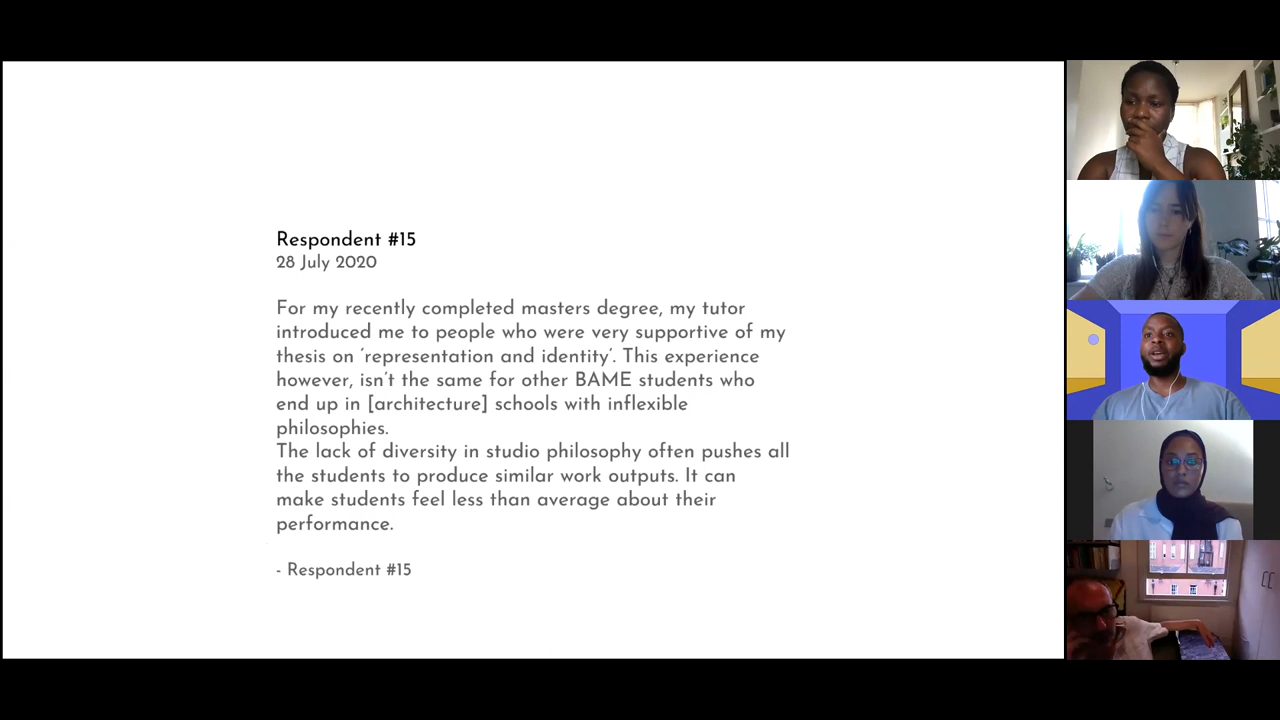 Respondent #15
28 July 2020
For my recently completed masters degree, my tutor
introduced me to people who were very supportive of my
thesis on ‘representation and identity’. This experience
however, isn’t the same for other BAME students who
end up in [architecture] schools with inflexible
philosophies.
The lack of diversity in studio philosophy often pushes all
the students to produce similar work outputs. It can
make students feel less than average about their
performance.
- Respondent #15